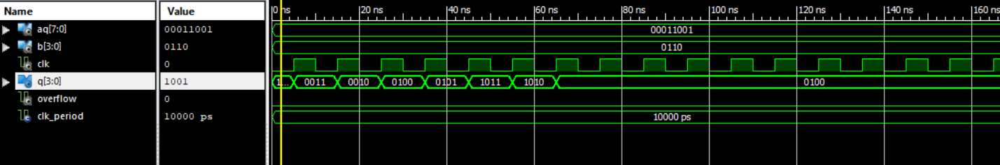 Name Value 0 ns 20 ns 40 ns 60 ns 80 ns 100 ns 120 ns 140 ns 160 ns
aq[7:0] 00011001 00011001
b[3:0] 0110 0110
clk 0
q[3:0] 1001 1... 0011 0010 0100 0101 1011 1010 0100
overflow 0
clk_period 10000 ps 10000 ps